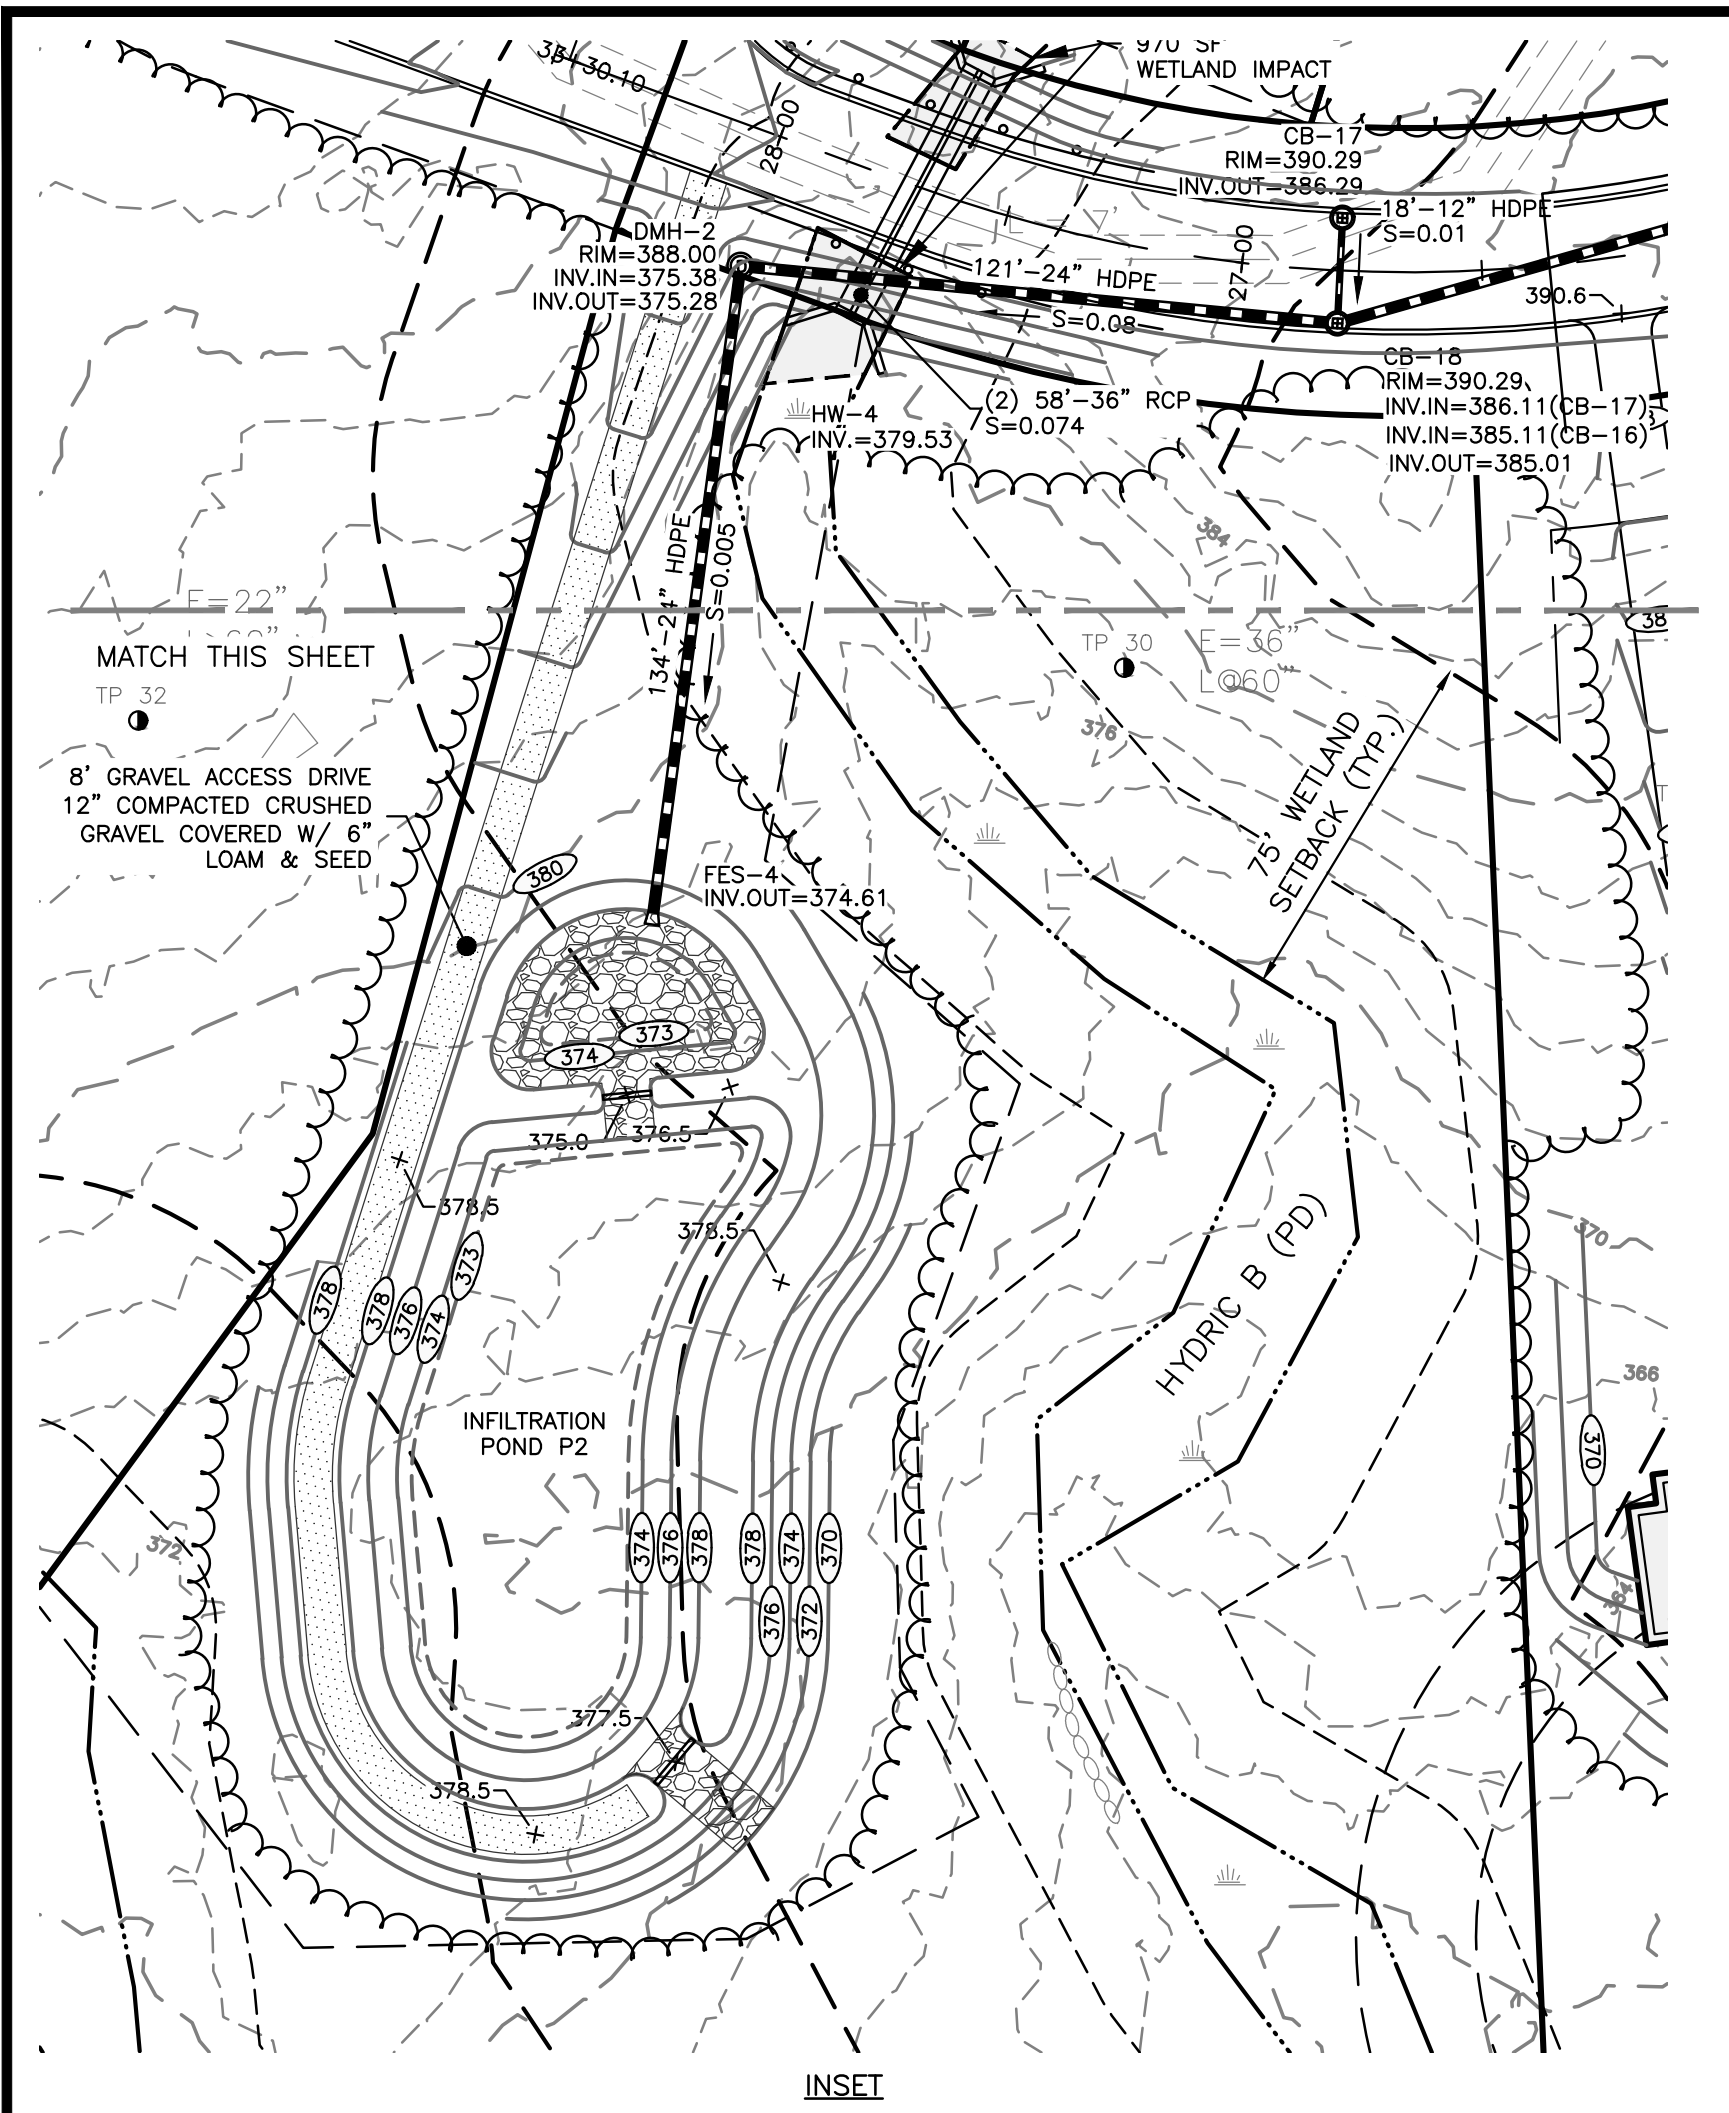 970 SF
WETLAND IMPACT
30.10
28+00
CB-17
RIM=390.29
INV.OUT=386.29
18'-12" HDPE
S=0.01
DMH-2
RIM=388.00
INV.IN=375.38
INV.OUT=375.28
121'-24" HDPE
S=0.08
27+00
390.6
CB-18
RIM=390.29
INV.IN=386.11(CB-17)
INV.IN=385.11(CB-16)
INV.OUT=385.01
(2) 58'-36" RCP
S=0.074
HW-4
INV.=379.53
134'-24" HDPE
S=0.005
384
E=22"
MATCH THIS SHEET
TP 32
TP 30
E=36"
L@60"
38
376
75' WETLAND
SETBACK (TYP.)
8' GRAVEL ACCESS DRIVE
12" COMPACTED CRUSHED
GRAVEL COVERED W/ 6"
LOAM & SEED
380
FES-4
INV.OUT=374.61
373
374
375.0
376.5
378.5
378.5
373
378
378
376
374
HYDRIC B (PD)
370
366
370
364
INFILTRATION
POND P2
372
374
376
378
378
374
370
376
372
377.5
378.5
INSET